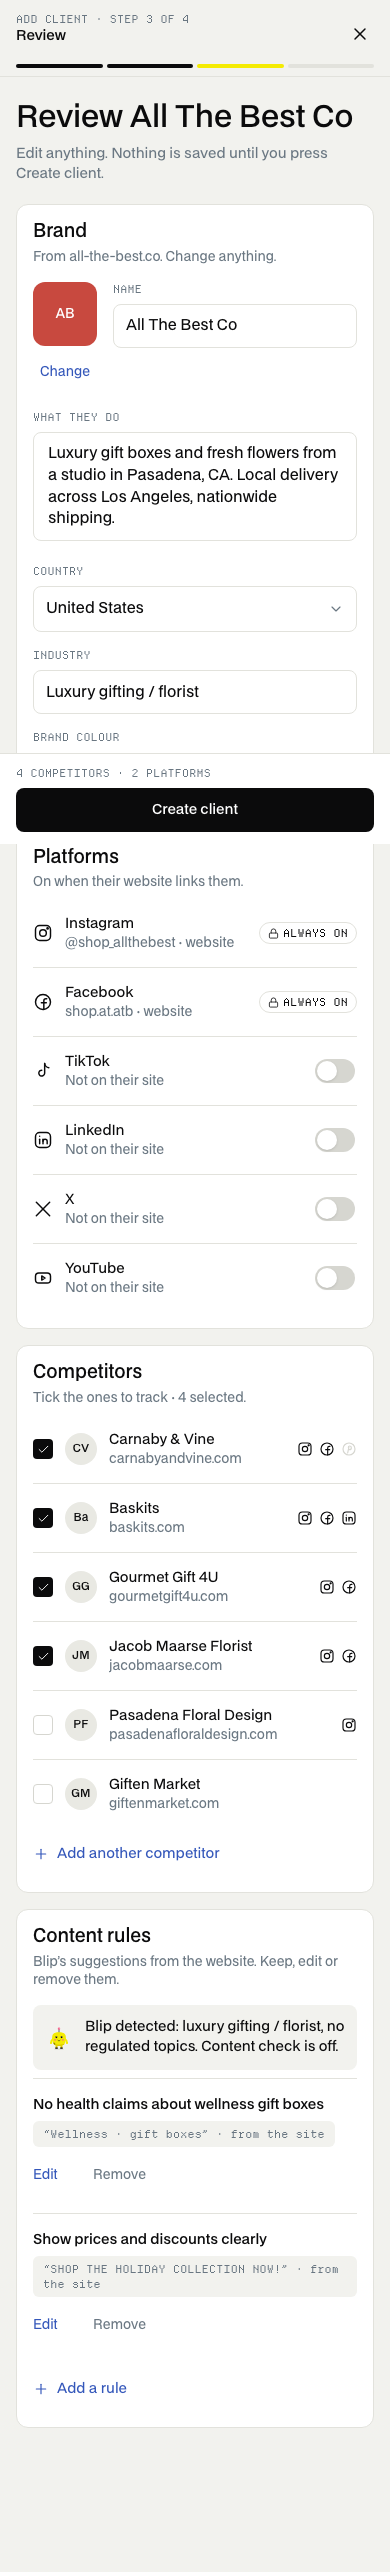 ADD CLIENT · STEP 3 OF 4
Review
Review All The Best Co
Edit anything. Nothing is saved until you press
Create client.
Brand
From all-the-best.co. Change anything.
AB
NAME
All The Best Co
Change
WHAT THEY DO
Luxury gift boxes and fresh flowers from
a studio in Pasadena, CA. Local delivery
across Los Angeles, nationwide
shipping.
COUNTRY
United States
INDUSTRY
Luxury gifting / florist
BRAND COLOUR
4 COMPETITORS · 2 PLATFORMS
Create client
Platforms
On when their website links them.
Instagram
@shop_allthebest · website
ALWAYS ON
Facebook
shop.at.atb · website
ALWAYS ON
TikTok
Not on their site
LinkedIn
Not on their site
X
Not on their site
YouTube
Not on their site
Competitors
Tick the ones to track · 4 selected.
CV
Carnaby & Vine
carnabyandvine.com
Ba
Baskits
baskits.com
GG
Gourmet Gift 4U
gourmetgift4u.com
JM
Jacob Maarse Florist
jacobmaarse.com
PF
Pasadena Floral Design
pasadenafloraldesign.com
GM
Giften Market
giftenmarket.com
Add another competitor
Content rules
Blip's suggestions from the website. Keep, edit or
remove them.
Blip detected: luxury gifting / florist, no
regulated topics. Content check is off.
No health claims about wellness gift boxes
“Wellness · gift boxes” · from the site
Edit Remove
Show prices and discounts clearly
“SHOP THE HOLIDAY COLLECTION NOW!” · from
the site
Edit Remove
Add a rule